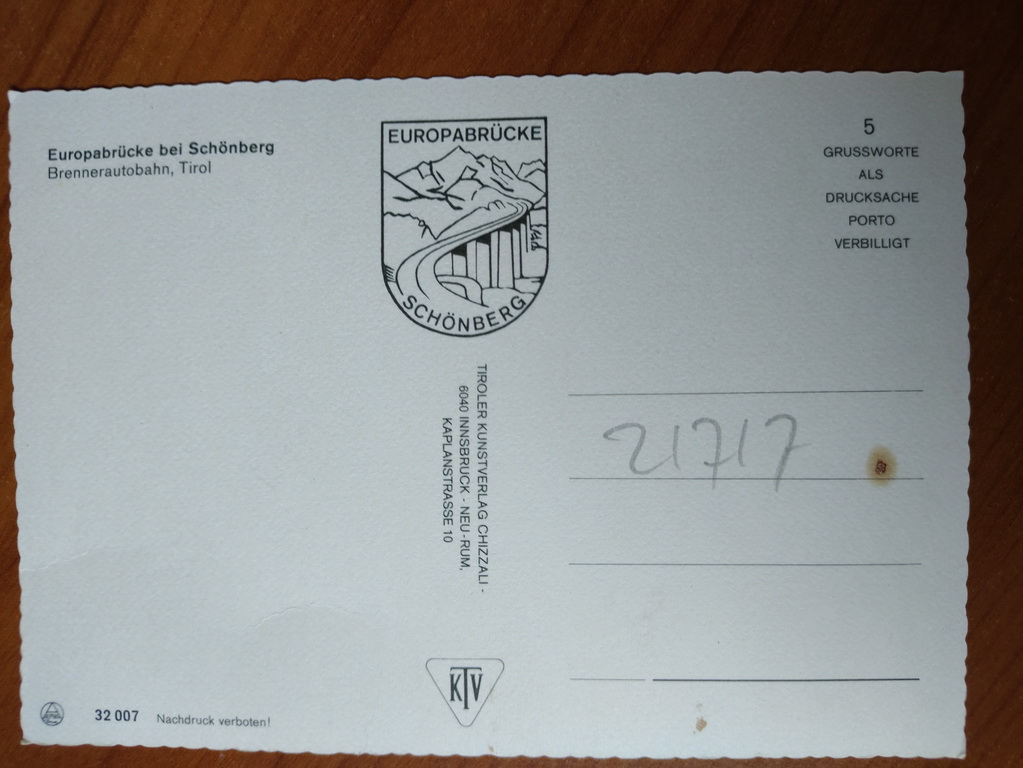 Europabrücke bei Schönberg
Brennerautobahn, Tirol
EUROPABRÜCKE
SCHÖNBERG
5
GRUSSWORTE
ALS
DRUCKSACHE
PORTO
VERBILLIGT
TIROLER KUNSTVERLAG CHIZZALI -
6040 INNSBRUCK - NEU-RUM,
KAPLANSTRASSE 10
21717
KTV
32 007 Nachdruck verboten!